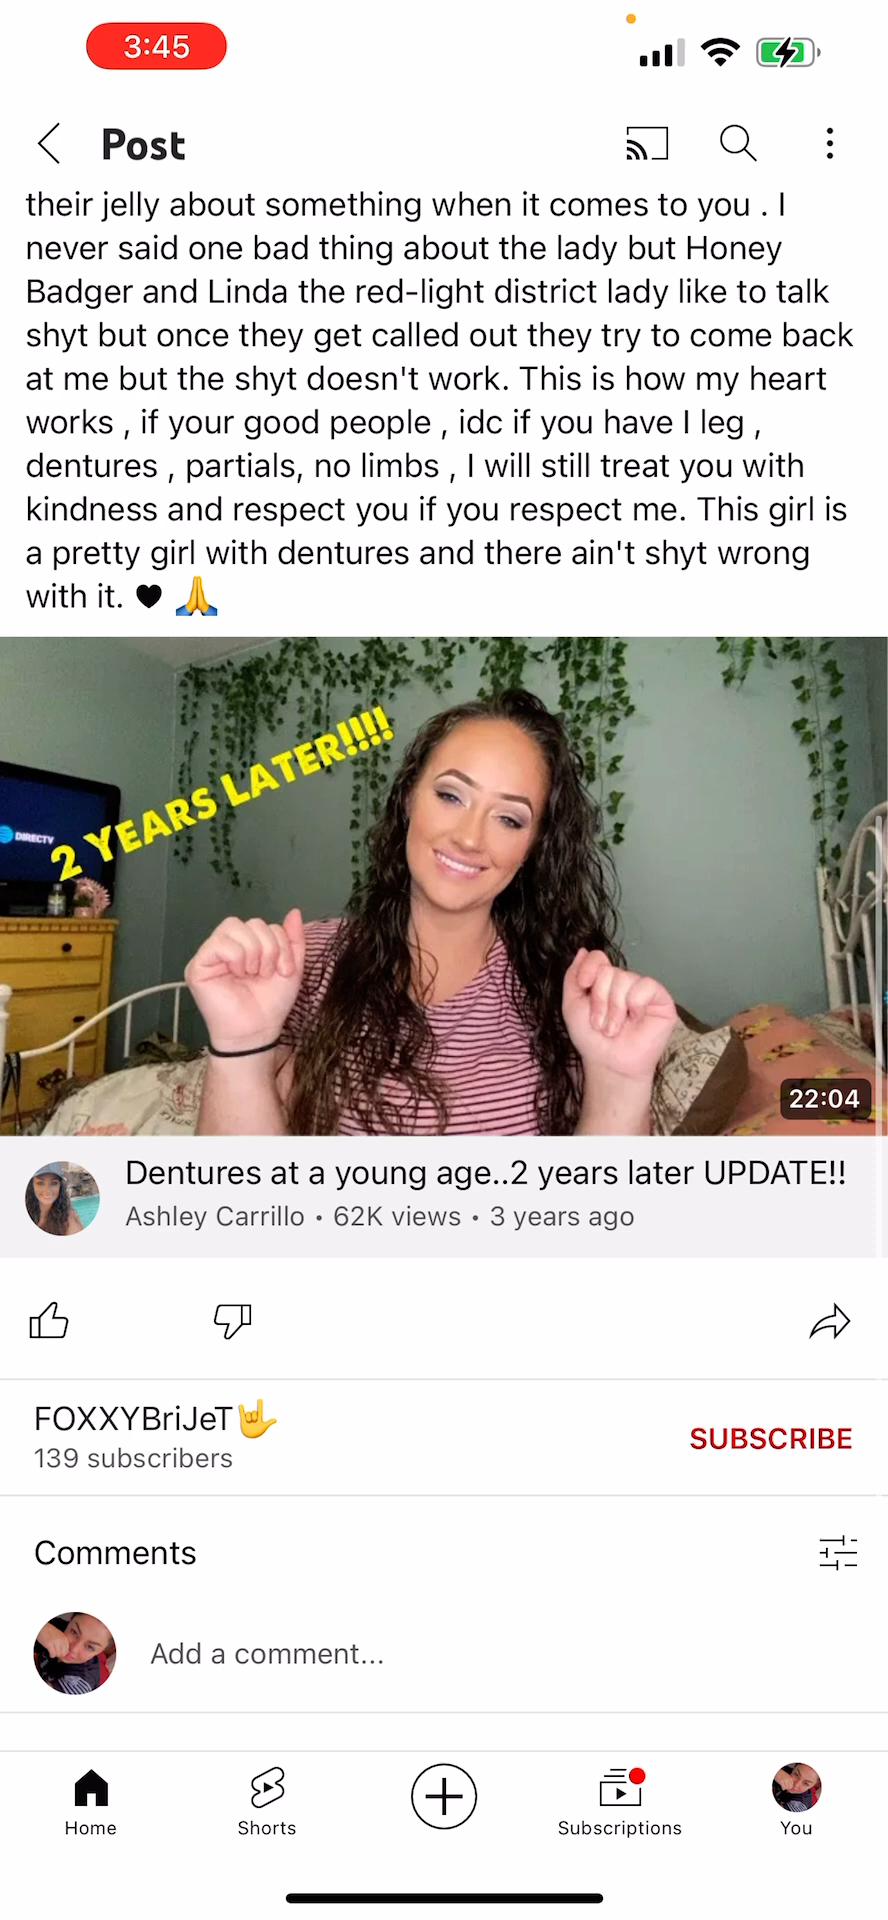 3:45
Post
their jelly about something when it comes to you . I
never said one bad thing about the lady but Honey
Badger and Linda the red-light district lady like to talk
shyt but once they get called out they try to come back
at me but the shyt doesn't work. This is how my heart
works , if your good people , idc if you have I leg ,
dentures , partials, no limbs , I will still treat you with
kindness and respect you if you respect me. This girl is
a pretty girl with dentures and there ain't shyt wrong
with it. 🖤 🙏
2 YEARS LATER!!!!
DIRECTV
22:04
Dentures at a young age..2 years later UPDATE!!
Ashley Carrillo • 62K views • 3 years ago
FOXXYBriJeT🤟
139 subscribers
SUBSCRIBE
Comments
Add a comment...
Home
Shorts
Subscriptions
You